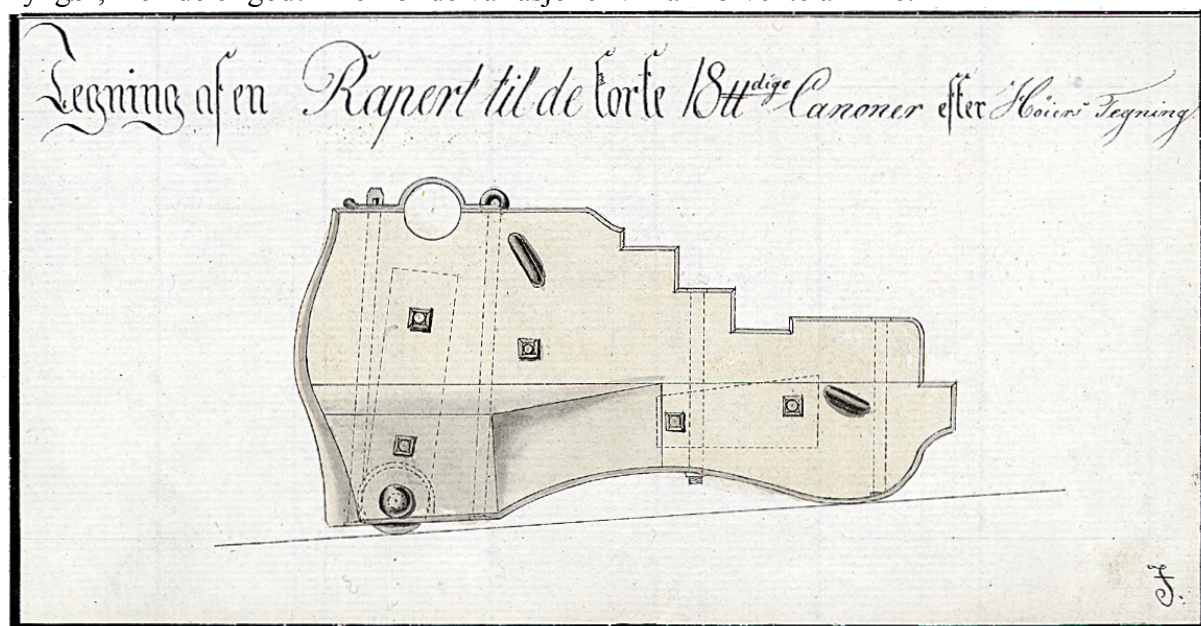 Tegning af en Rapert til de korte 18 ℔dige Canoner efter Höiers Tegning
J.